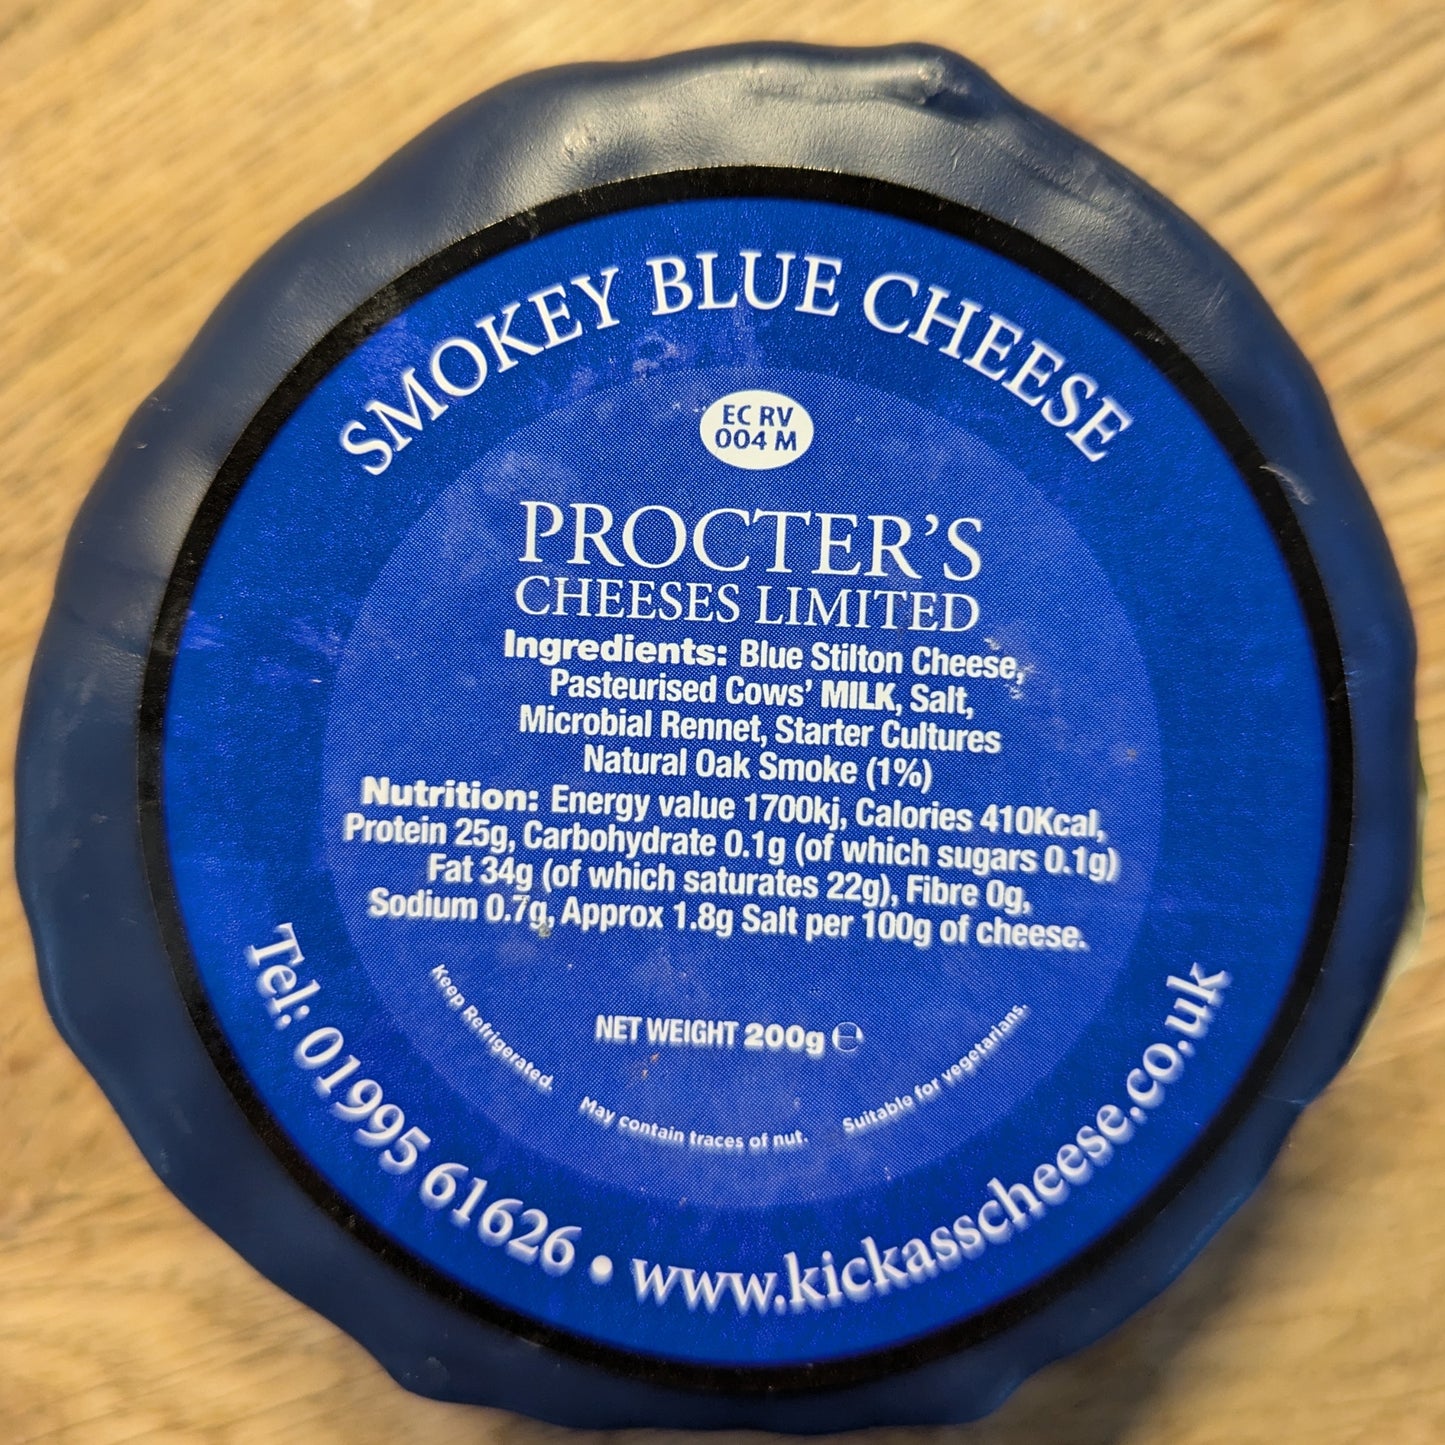 SMOKEY BLUE CHEESE
EC RV
004 M
PROCTER'S
CHEESES LIMITED
Ingredients: Blue Stilton Cheese,
Pasteurised Cows' MILK, Salt,
Microbial Rennet, Starter Cultures
Natural Oak Smoke (1%)
Nutrition: Energy value 1700kj, Calories 410Kcal,
Protein 25g, Carbohydrate 0.1g (of which sugars 0.1g)
Fat 34g (of which saturates 22g), Fibre 0g,
Sodium 0.7g, Approx 1.8g Salt per 100g of cheese.
NET WEIGHT 200g ℮
Keep Refrigerated. May contain traces of nut. Suitable for vegetarians.
Tel: 01995 61626 • www.kickasscheese.co.uk